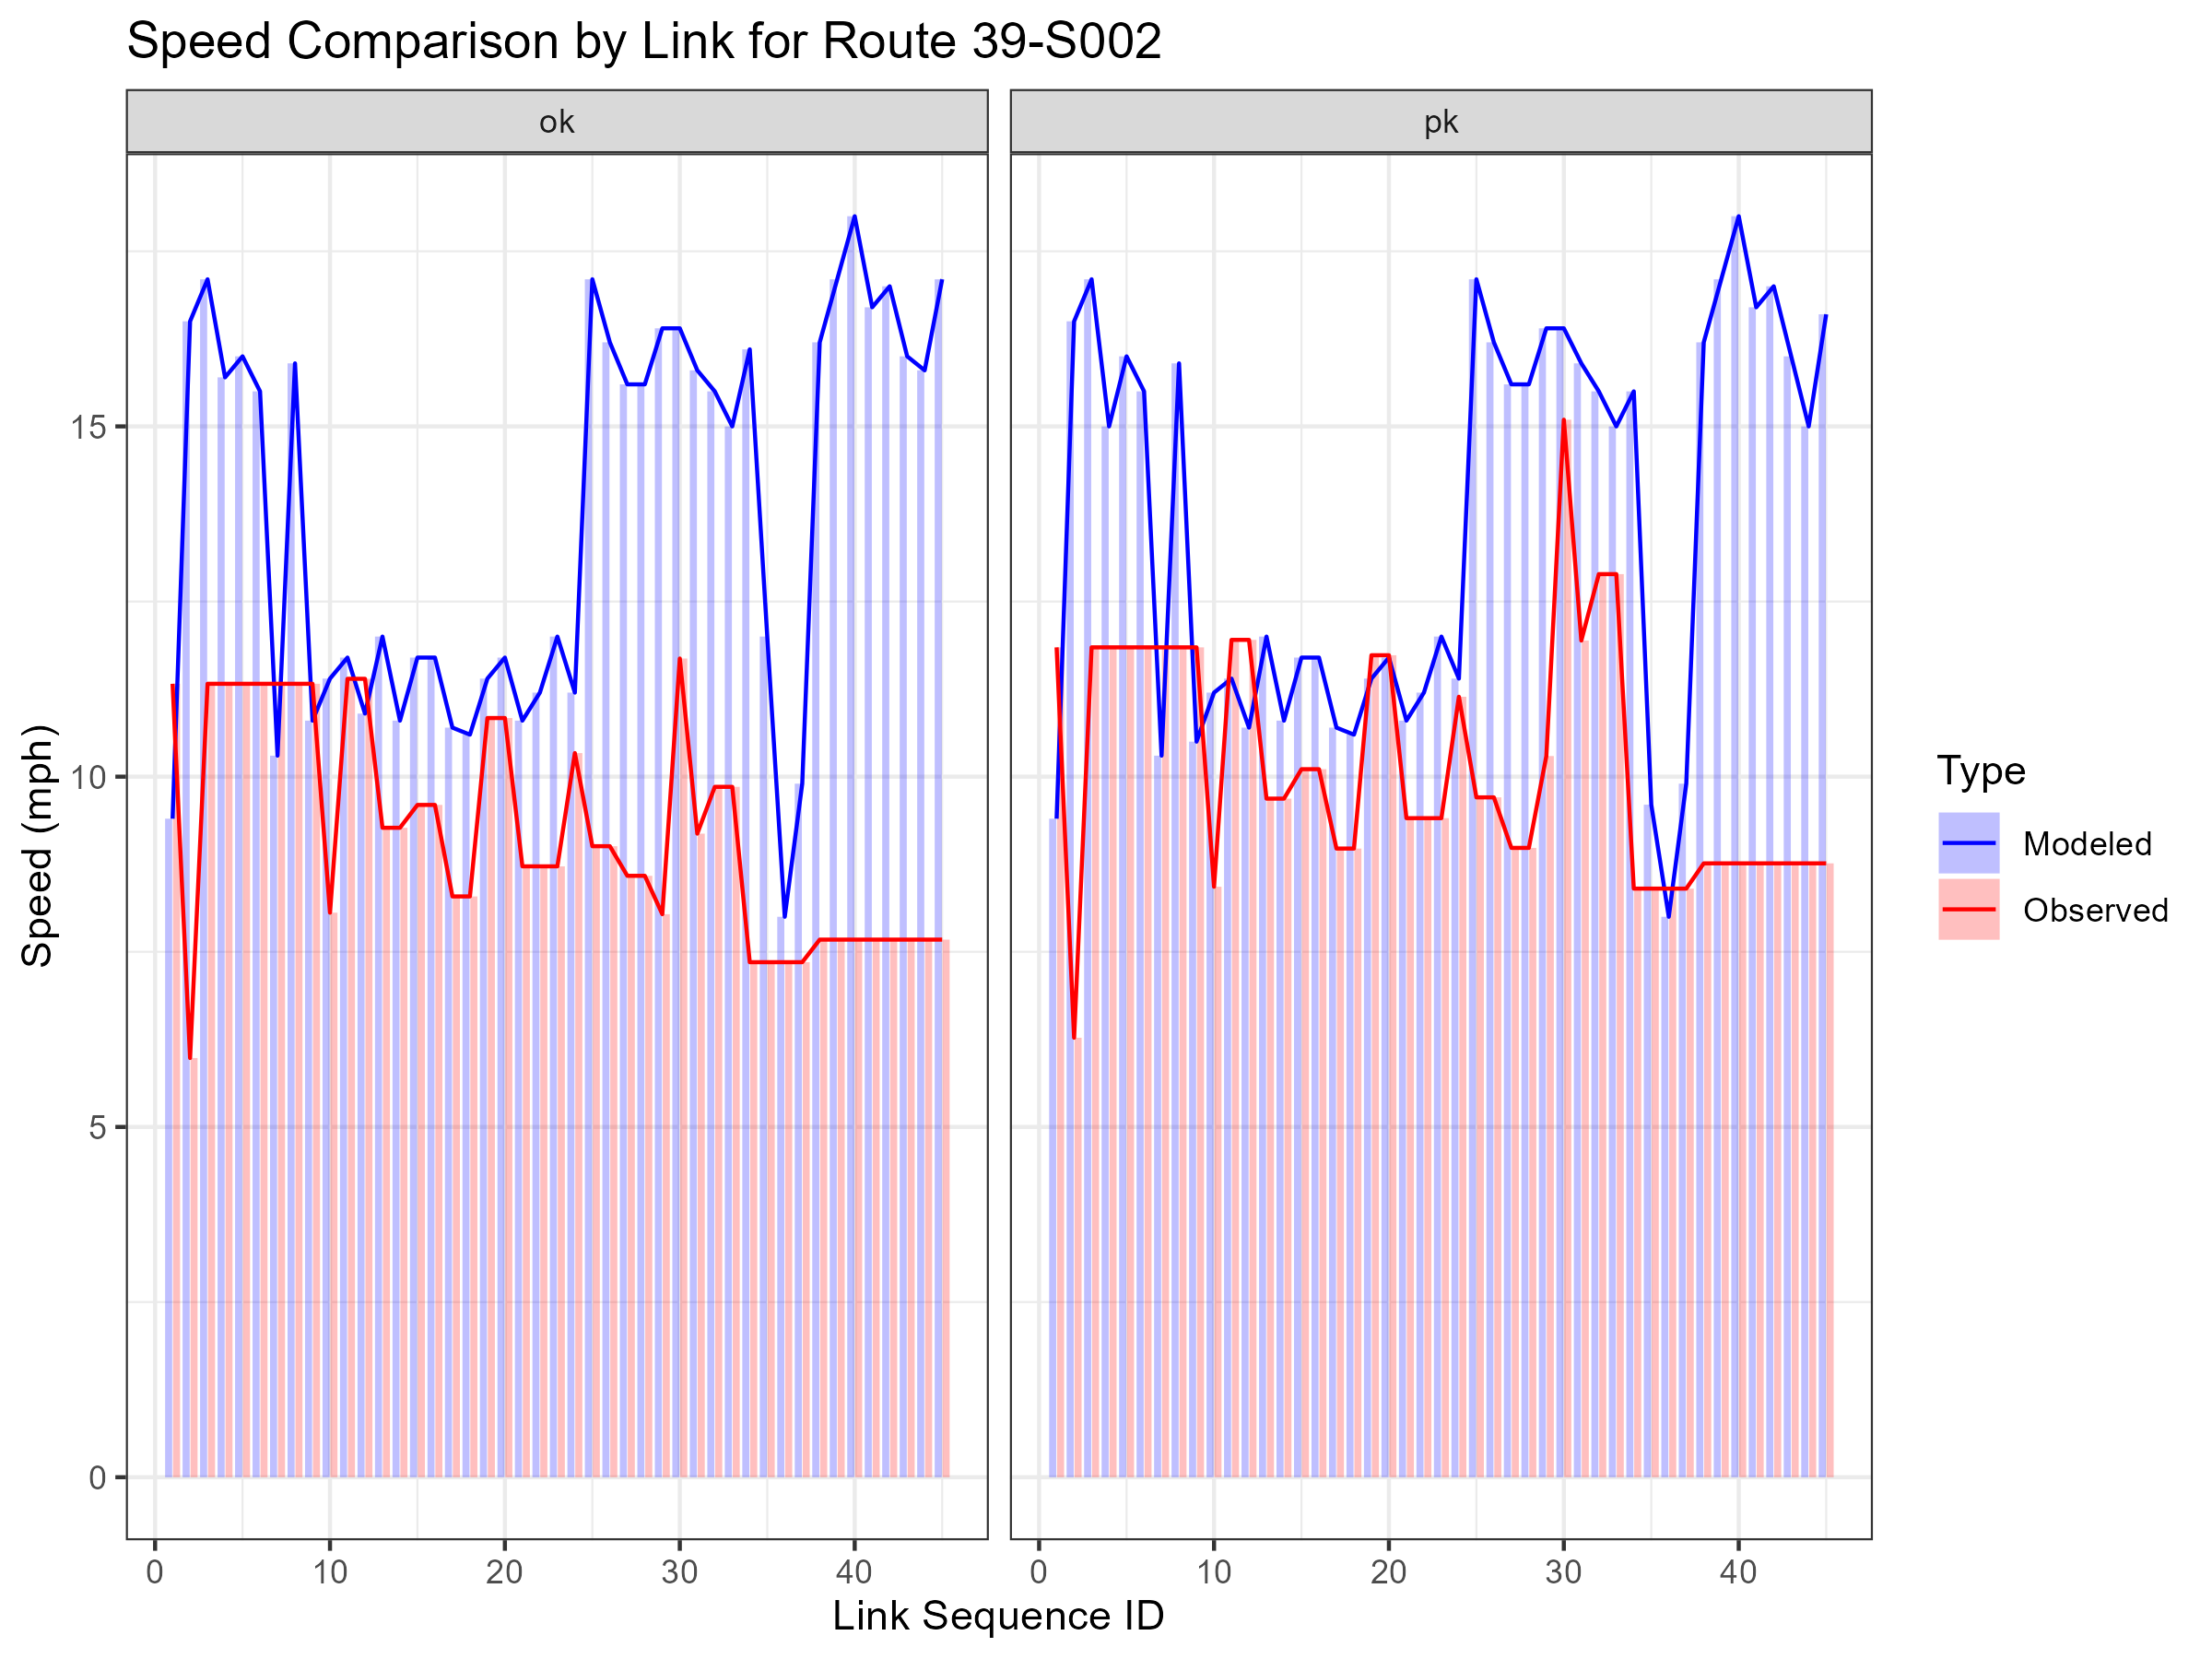 Speed Comparison by Link for Route 39-S002
ok
pk
Speed (mph)
15
10
5
0
0 10 20 30 40
0 10 20 30 40
Link Sequence ID
Type
Modeled
Observed